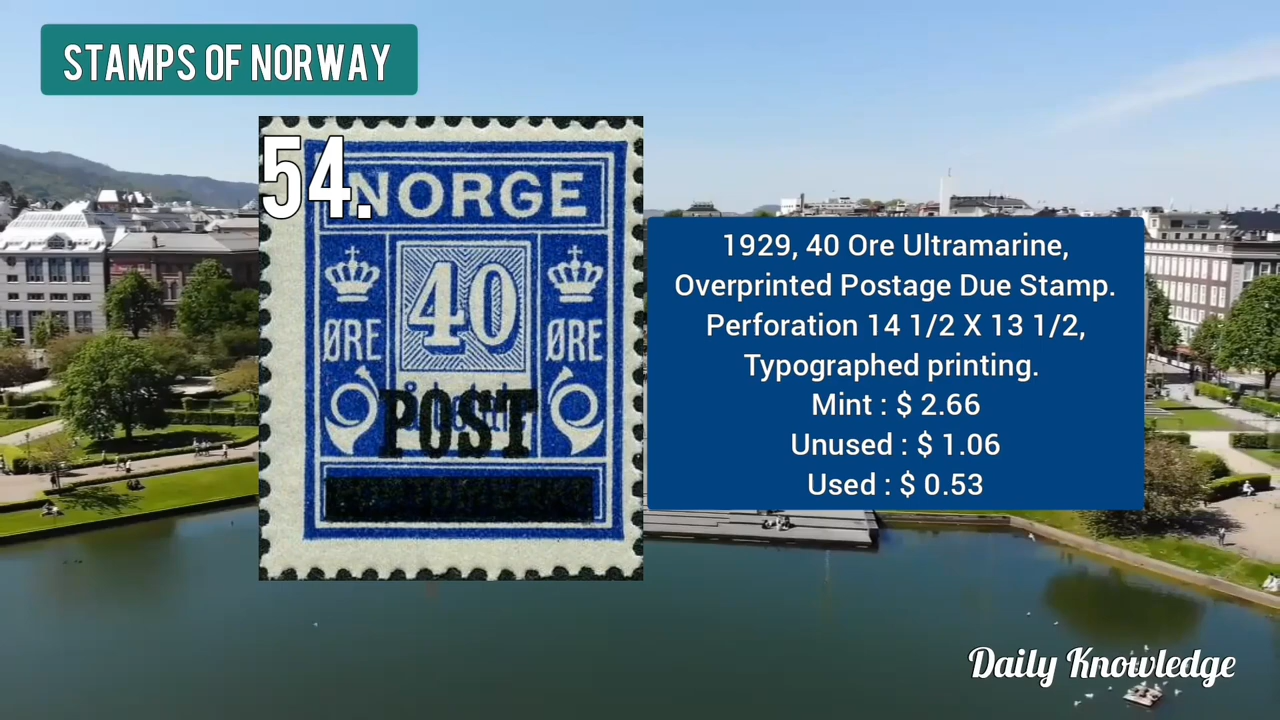 STAMPS OF NORWAY
54.
NORGE
40
ØRE ØRE
POST
1929, 40 Ore Ultramarine,
Overprinted Postage Due Stamp.
Perforation 14 1/2 X 13 1/2,
Typographed printing.
Mint : $ 2.66
Unused : $ 1.06
Used : $ 0.53
Daily Knowledge